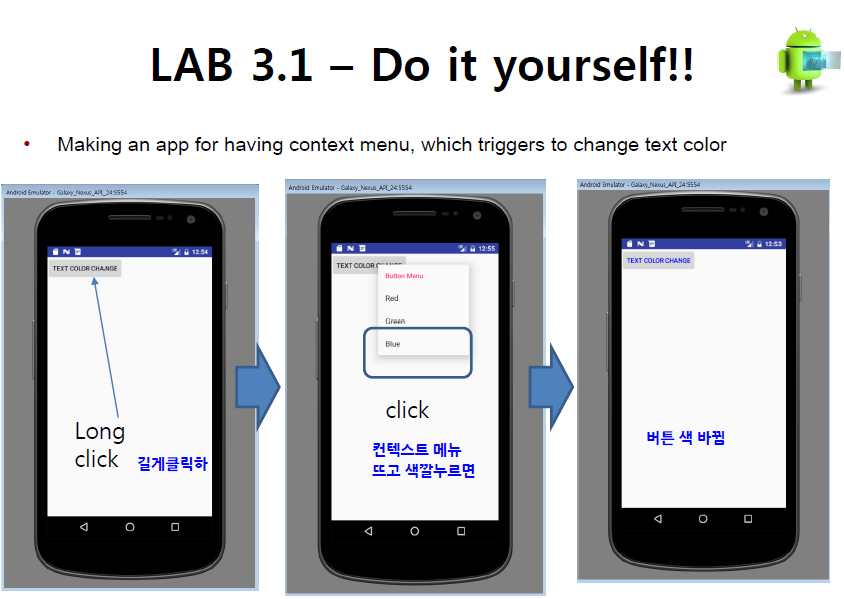 LAB 3.1 – Do it yourself!!
• Making an app for having context menu, which triggers to change text color
Android Emulator - Galaxy_Nexus_API_24:5554
12:54
TEXT COLOR CHANGE
Long
click
길게클릭하
Android Emulator - Galaxy_Nexus_API_24:5554
12:55
TEXT COLOR CHANGE
Button Menu
Red
Green
Blue
click
컨텍스트 메뉴
뜨고 색깔누르면
Android Emulator - Galaxy_Nexus_API_24:5554
12:53
TEXT COLOR CHANGE
버튼 색 바뀜